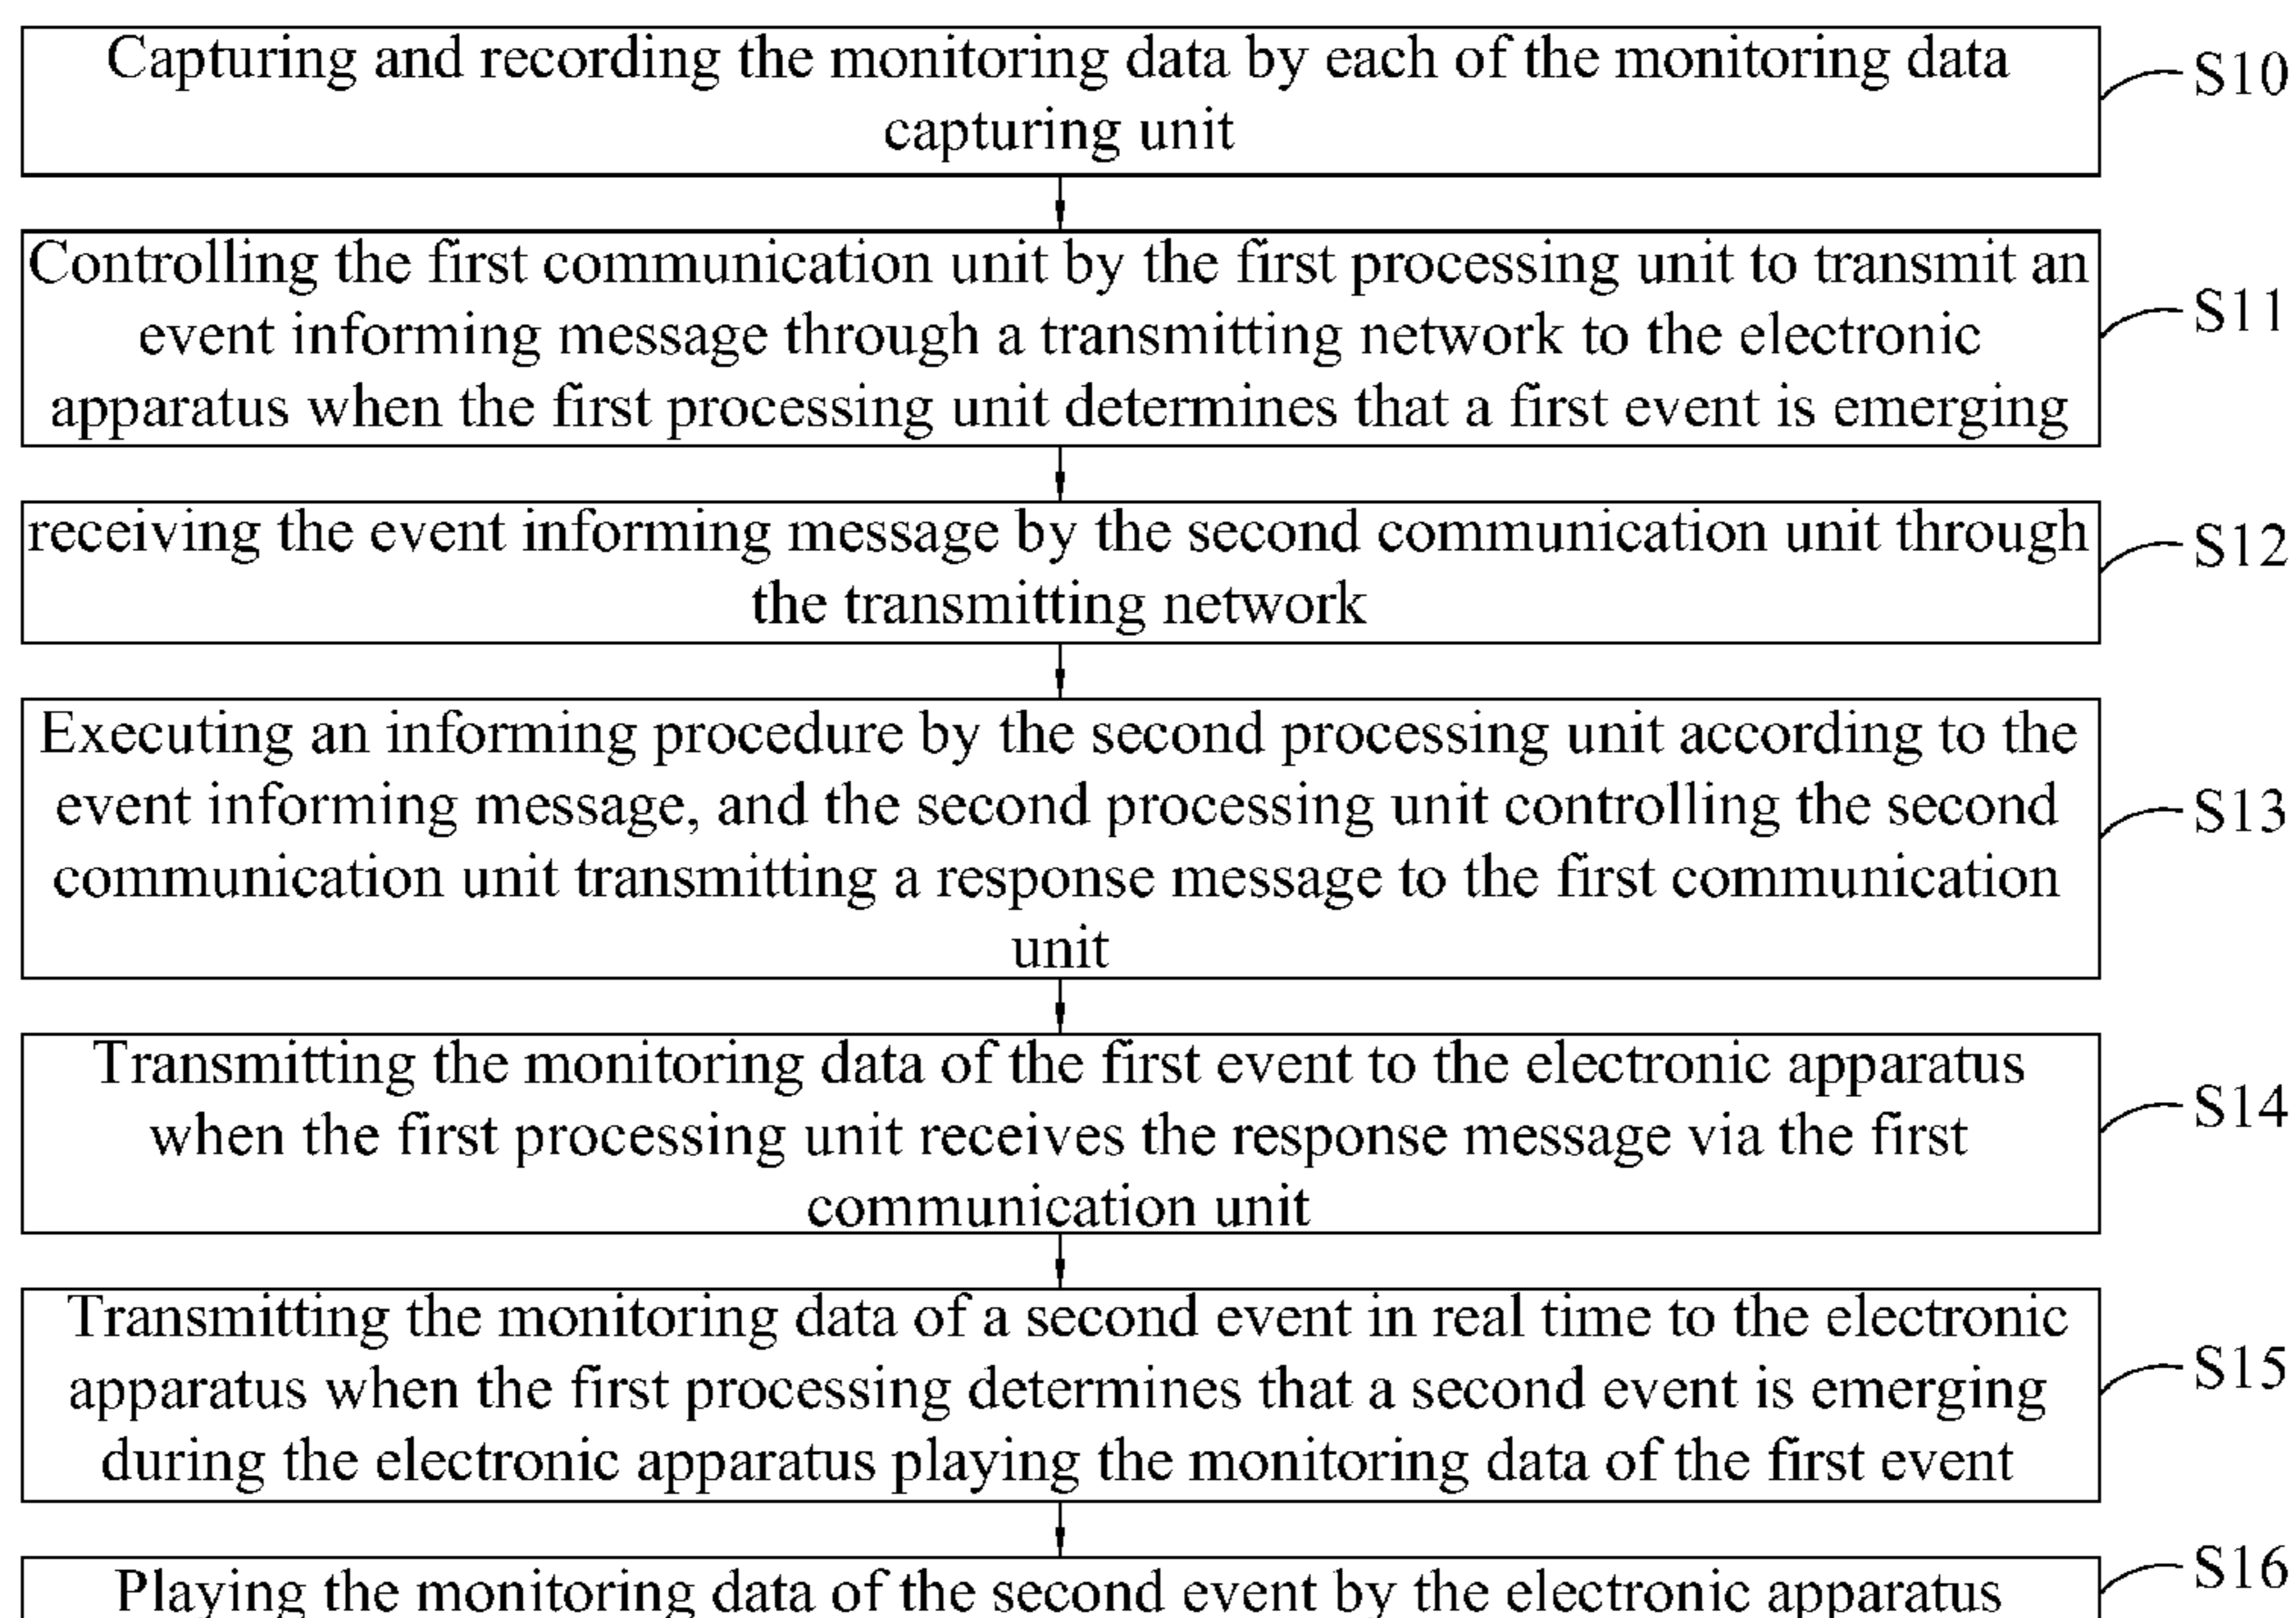 Capturing and recording the monitoring data by each of the monitoring data
capturing unit
S10
Controlling the first communication unit by the first processing unit to transmit an
event informing message through a transmitting network to the electronic
apparatus when the first processing unit determines that a first event is emerging
S11
receiving the event informing message by the second communication unit through
the transmitting network
S12
Executing an informing procedure by the second processing unit according to the
event informing message, and the second processing unit controlling the second
communication unit transmitting a response message to the first communication
unit
S13
Transmitting the monitoring data of the first event to the electronic apparatus
when the first processing unit receives the response message via the first
communication unit
S14
Transmitting the monitoring data of a second event in real time to the electronic
apparatus when the first processing determines that a second event is emerging
during the electronic apparatus playing the monitoring data of the first event
S15
Playing the monitoring data of the second event by the electronic apparatus
S16